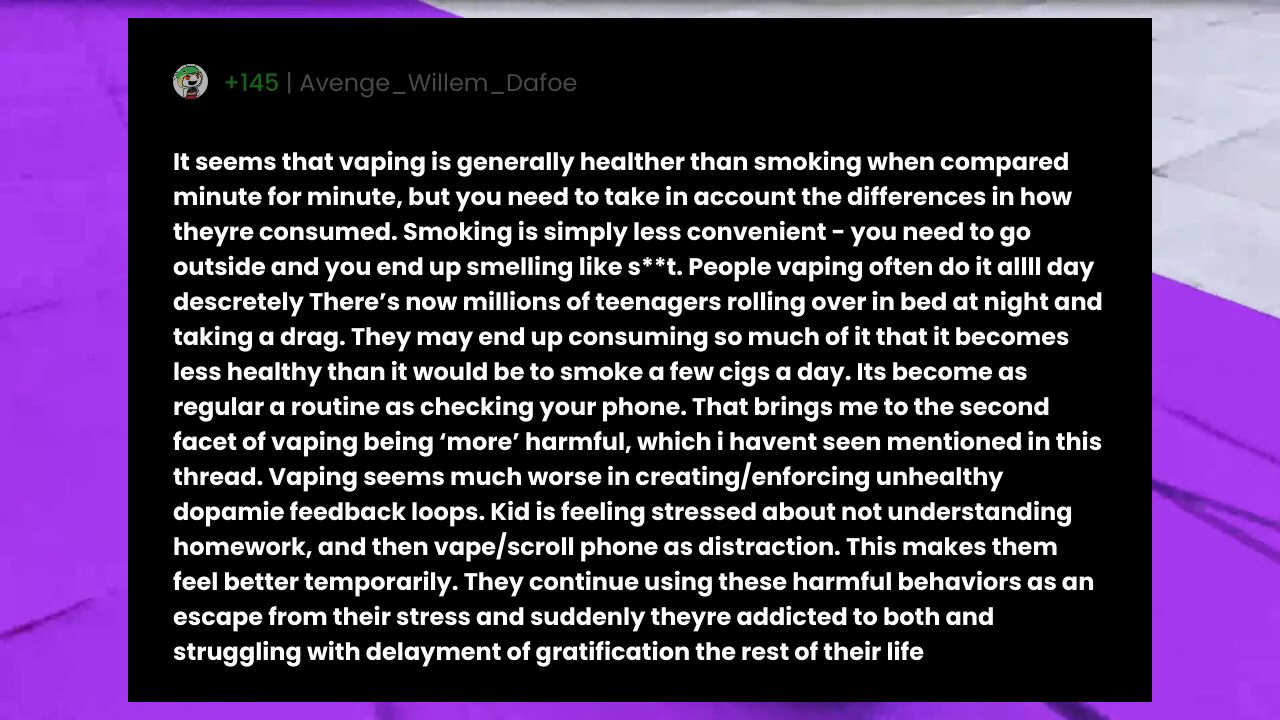 +145 | Avenge_Willem_Dafoe
It seems that vaping is generally healther than smoking when compared
minute for minute, but you need to take in account the differences in how
theyre consumed. Smoking is simply less convenient - you need to go
outside and you end up smelling like s**t. People vaping often do it allll day
descretely There’s now millions of teenagers rolling over in bed at night and
taking a drag. They may end up consuming so much of it that it becomes
less healthy than it would be to smoke a few cigs a day. Its become as
regular a routine as checking your phone. That brings me to the second
facet of vaping being ‘more’ harmful, which i havent seen mentioned in this
thread. Vaping seems much worse in creating/enforcing unhealthy
dopamie feedback loops. Kid is feeling stressed about not understanding
homework, and then vape/scroll phone as distraction. This makes them
feel better temporarily. They continue using these harmful behaviors as an
escape from their stress and suddenly theyre addicted to both and
struggling with delayment of gratification the rest of their life